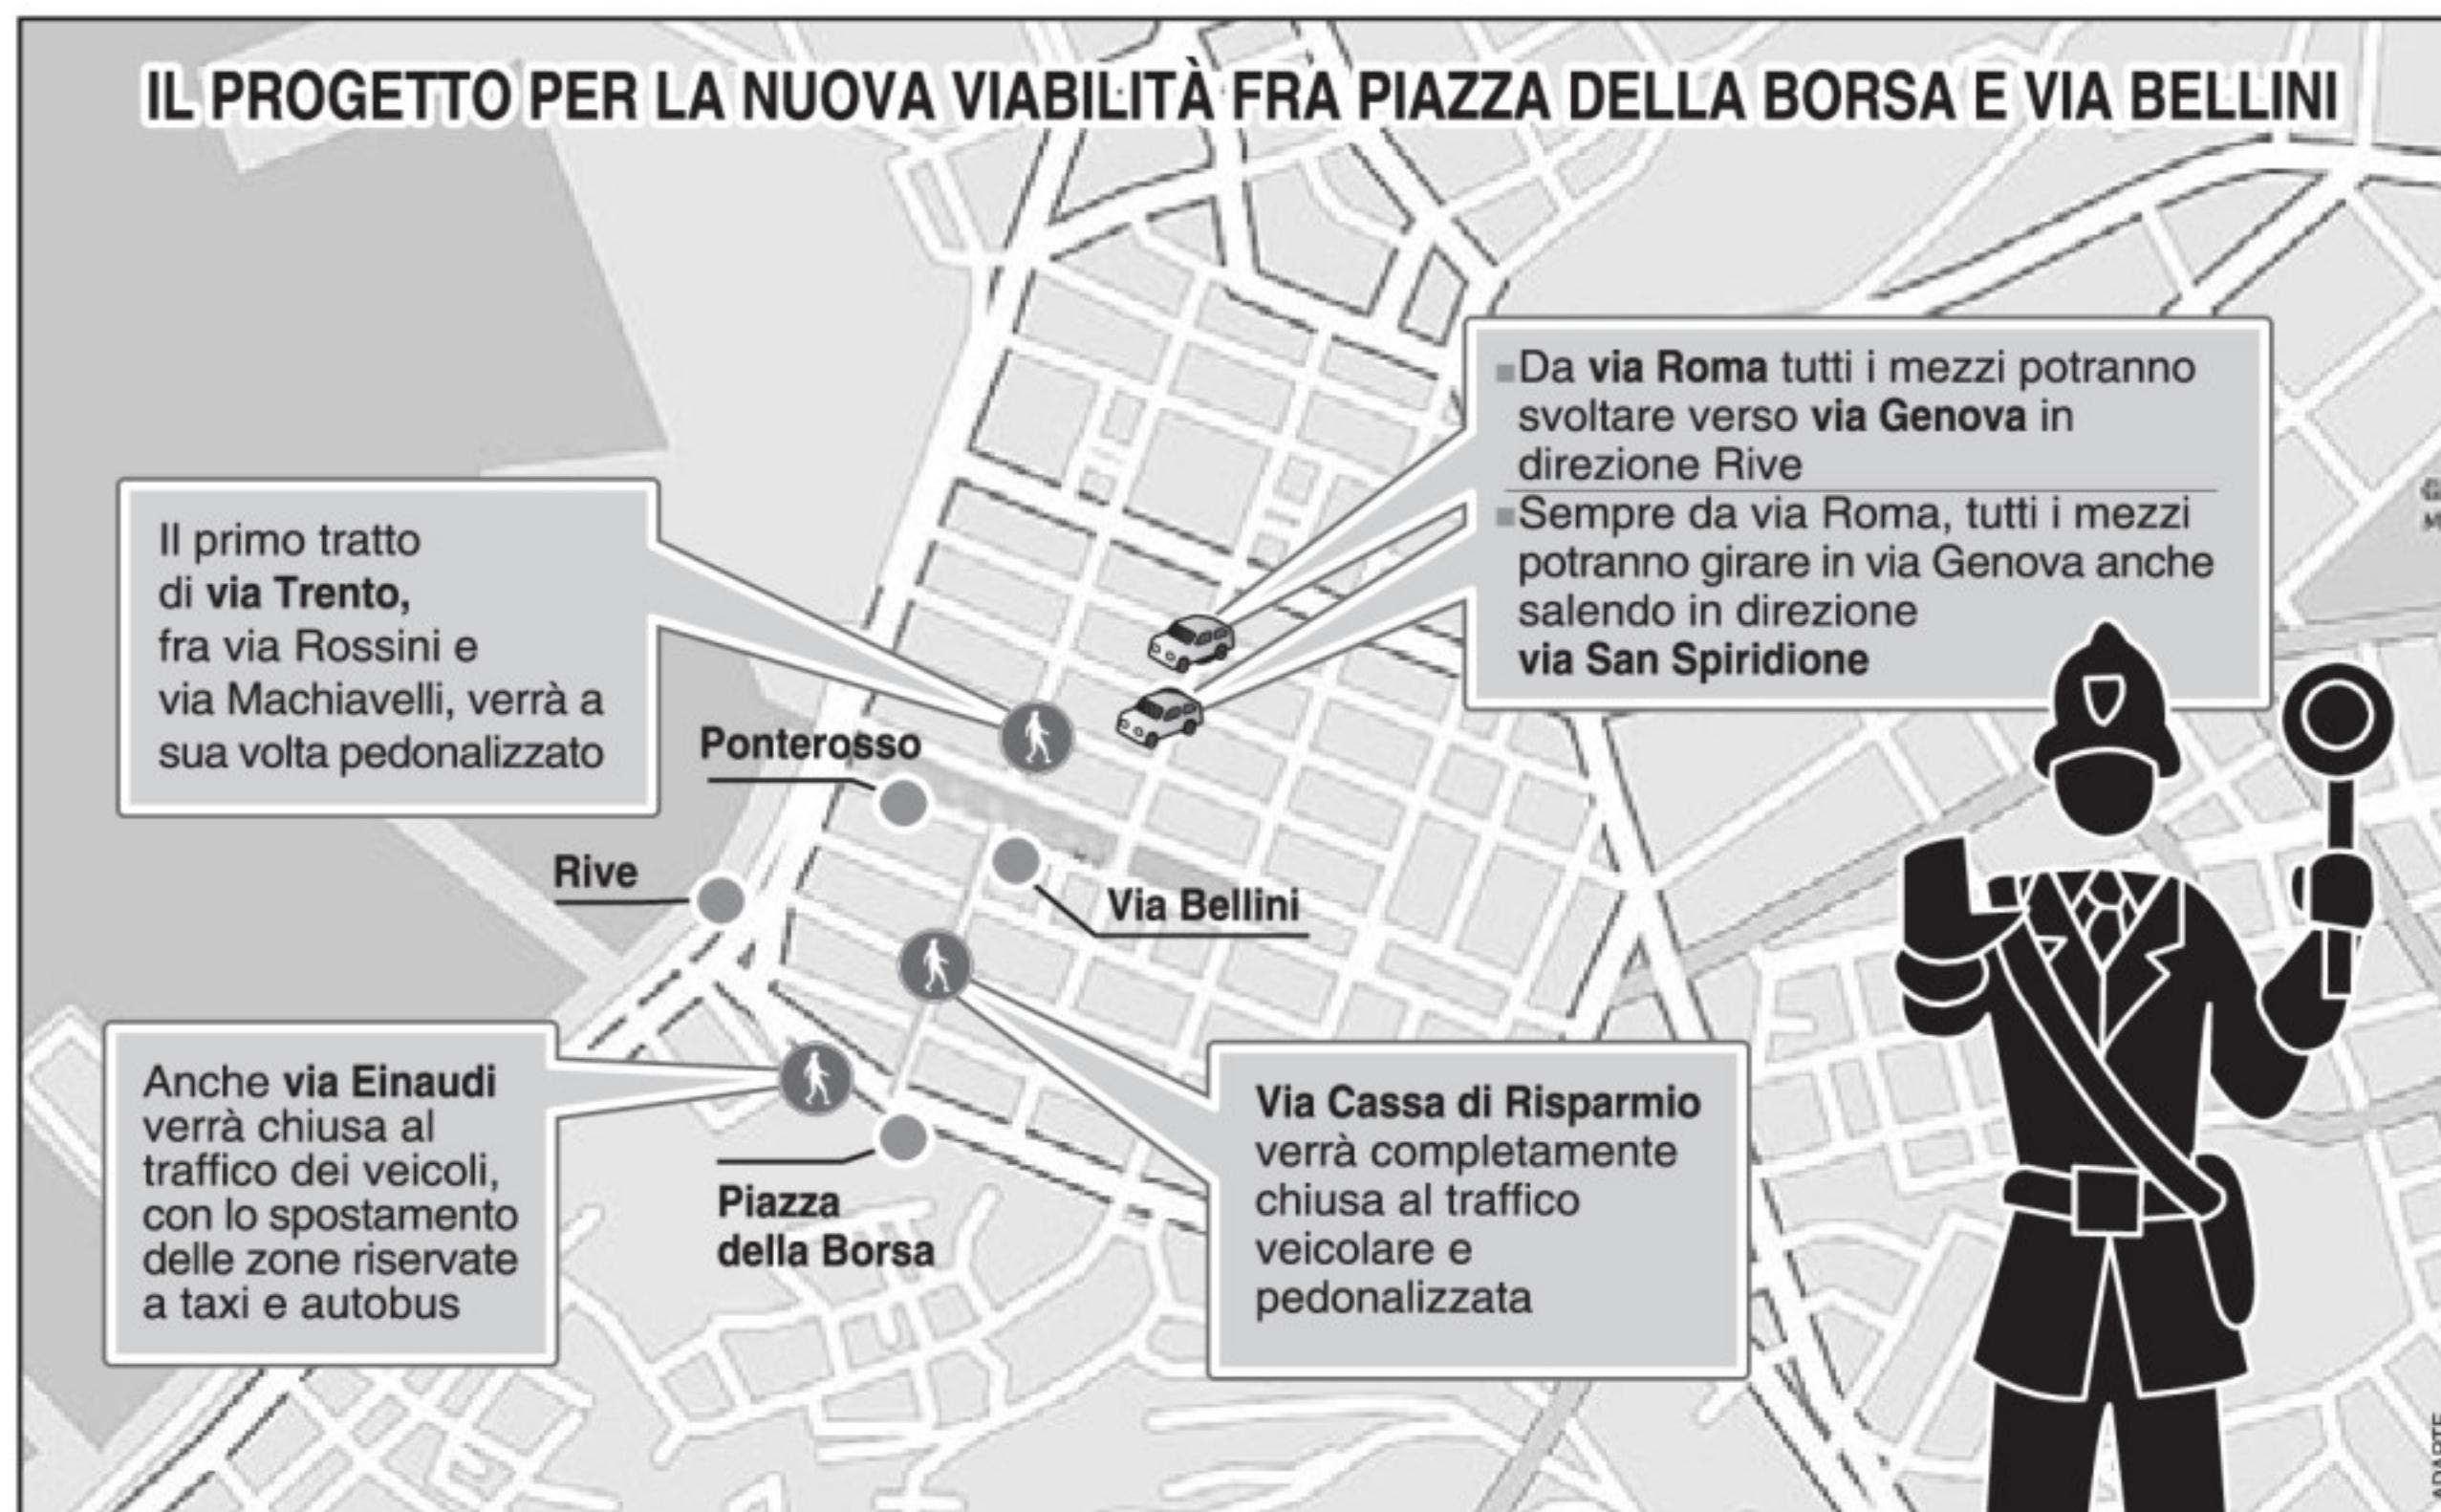 IL PROGETTO PER LA NUOVA VIABILITÀ FRA PIAZZA DELLA BORSA E VIA BELLINI
Il primo tratto
di via Trento,
fra via Rossini e
via Machiavelli, verrà a
sua volta pedonalizzato
Da via Roma tutti i mezzi potranno
svoltare verso via Genova in
direzione Rive
Sempre da via Roma, tutti i mezzi
potranno girare in via Genova anche
salendo in direzione
via San Spiridione
Ponterosso
Rive
Via Bellini
Anche via Einaudi
verrà chiusa al
traffico dei veicoli,
con lo spostamento
delle zone riservate
a taxi e autobus
Piazza
della Borsa
Via Cassa di Risparmio
verrà completamente
chiusa al traffico
veicolare e
pedonalizzata